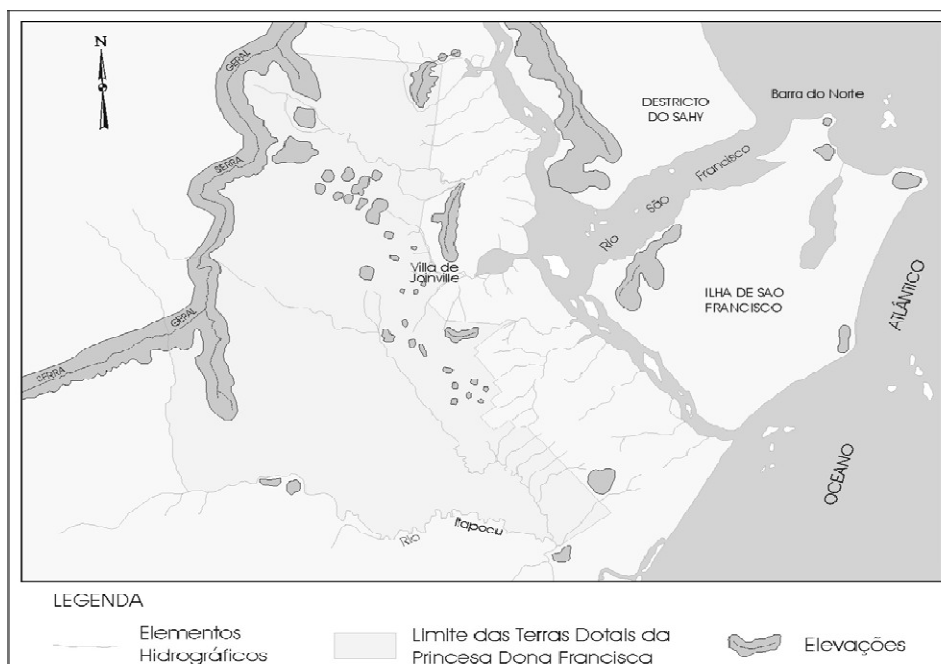 N
GERAL
SERRA
GERAL
SERRA
DESTRICTO
DO SAHY
Barra do Norte
Rio São Francisco
Villa de
Joinville
ILHA DE SAO
FRANCISCO
OCEANO ATLÂNTICO
Rio Itapocu
LEGENDA
Elementos
Hidrográficos
Limite das Terras Dotais da
Princesa Dona Francisca
Elevações